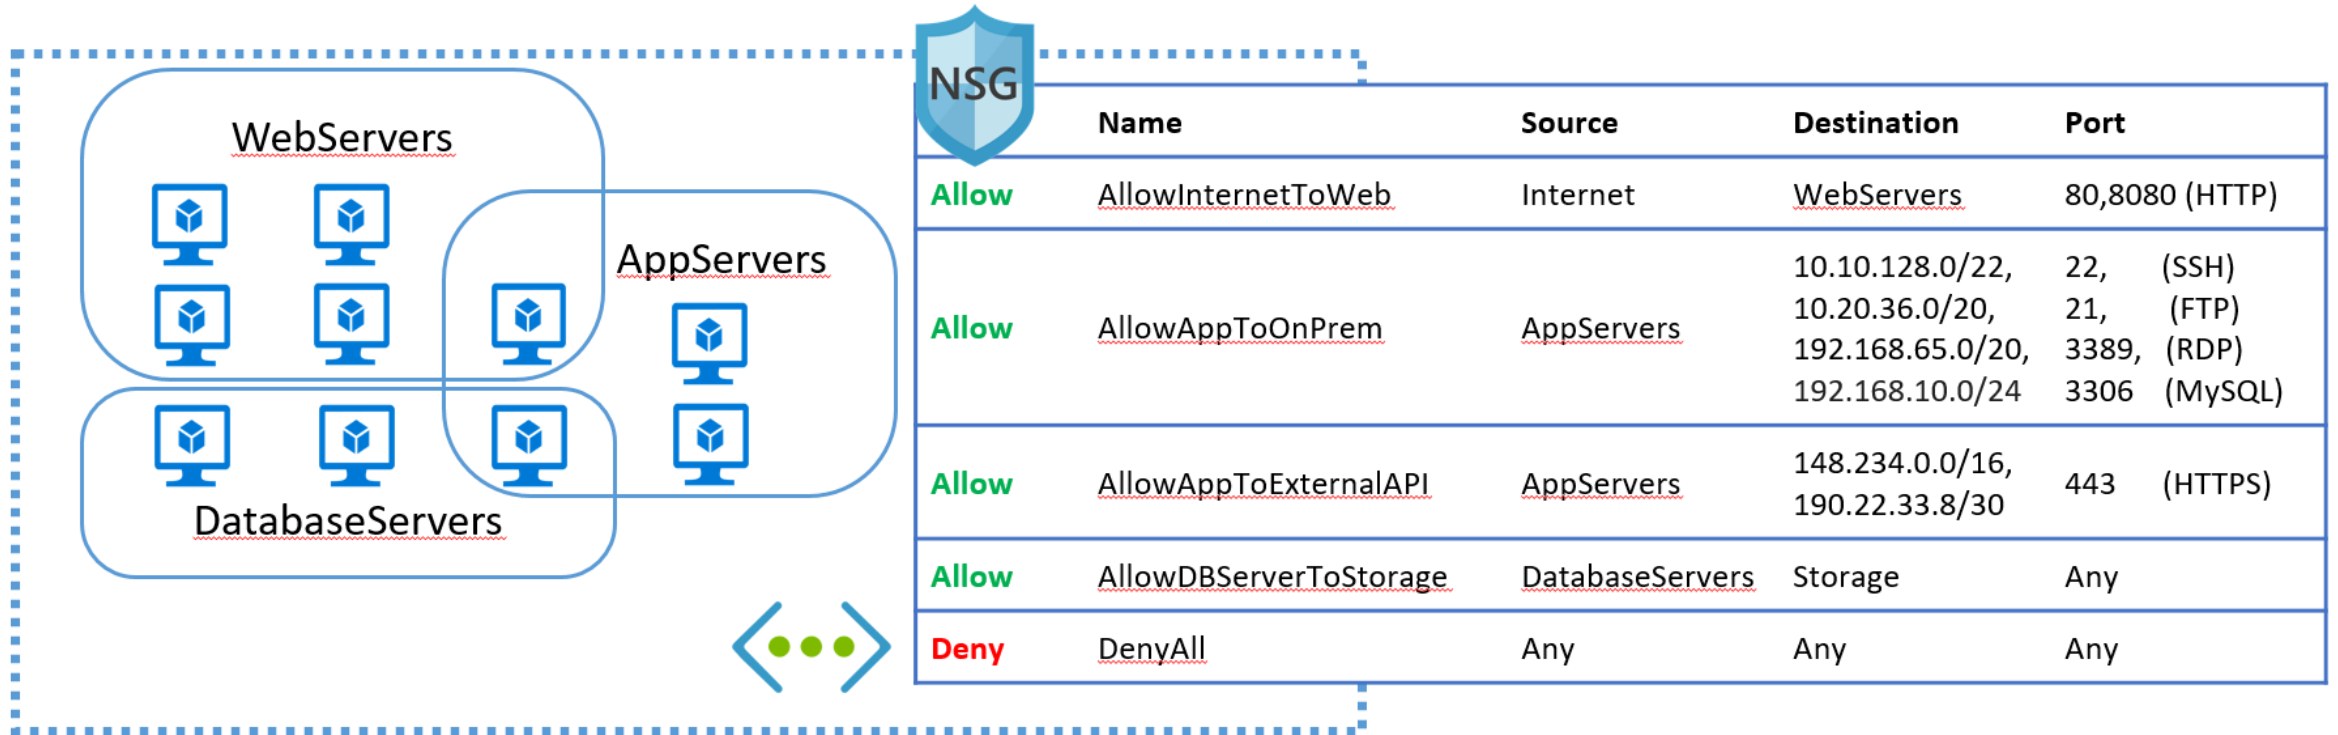 WebServers
AppServers
DatabaseServers
NSG
Name Source Destination Port
Allow AllowInternetToWeb Internet WebServers 80,8080 (HTTP)
Allow AllowAppToOnPrem AppServers
10.10.128.0/22, 22, (SSH)
10.20.36.0/20, 21, (FTP)
192.168.65.0/20, 3389, (RDP)
192.168.10.0/24 3306 (MySQL)
Allow AllowAppToExternalAPI AppServers
148.234.0.0/16,
190.22.33.8/30
443 (HTTPS)
Allow AllowDBServerToStorage DatabaseServers Storage Any
Deny DenyAll Any Any Any